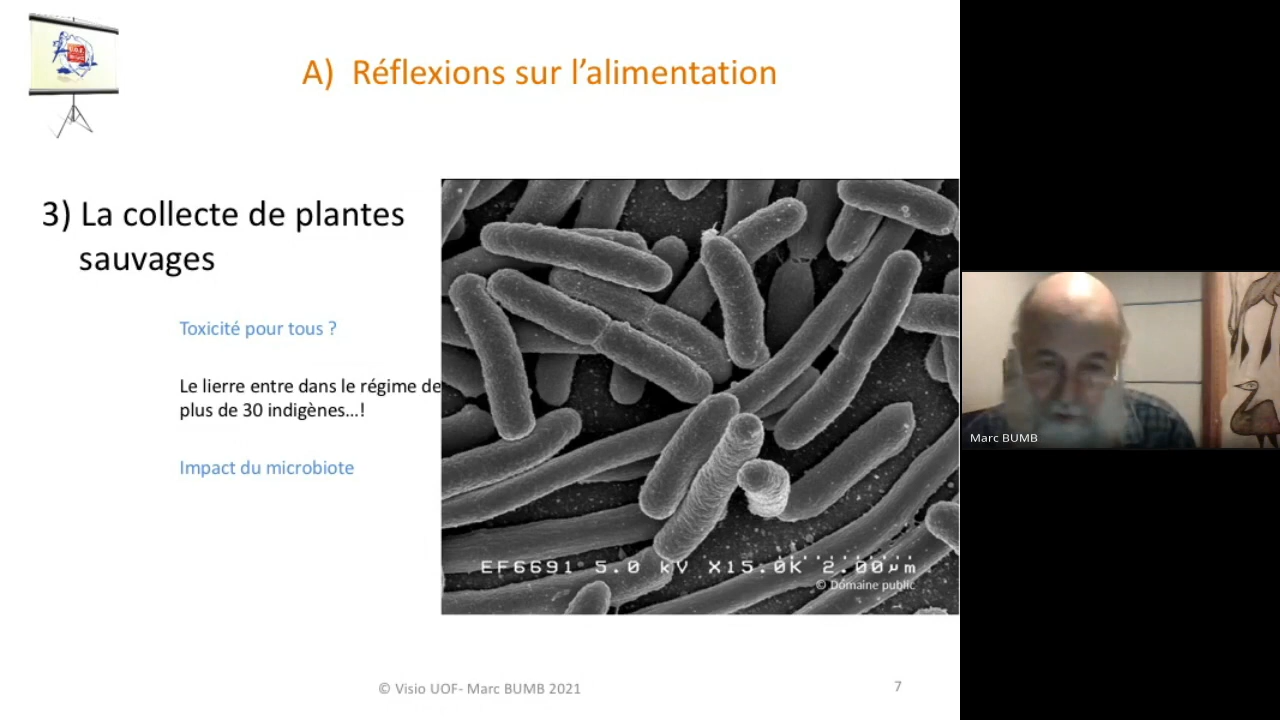 A) Réflexions sur l’alimentation
3) La collecte de plantes
sauvages
Toxicité pour tous ?
Le lierre entre dans le régime de
plus de 30 indigènes…!
Impact du microbiote
EF6691 5.0 kV X15.0K 2.00µm
© Domaine public
© Visio UOF- Marc BUMB 2021
7
Marc BUMB